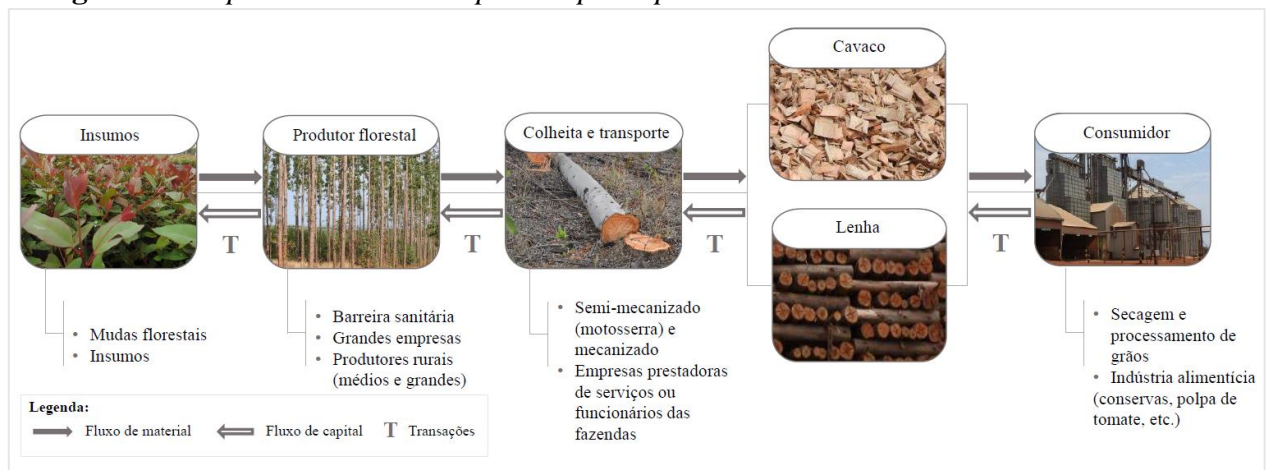 Cavaco
Insumos
Produtor florestal
Colheita e transporte
Consumidor
T
T
T
T
Lenha
• Mudas florestais
• Insumos
• Barreira sanitária
• Grandes empresas
• Produtores rurais
(médios e grandes)
• Semi-mecanizado
(motosserra) e
mecanizado
• Empresas prestadoras
de serviços ou
funcionários das
fazendas
• Secagem e
processamento de
grãos
• Indústria alimentícia
(conservas, polpa de
tomate, etc.)
Legenda:
Fluxo de material
Fluxo de capital
T Transações